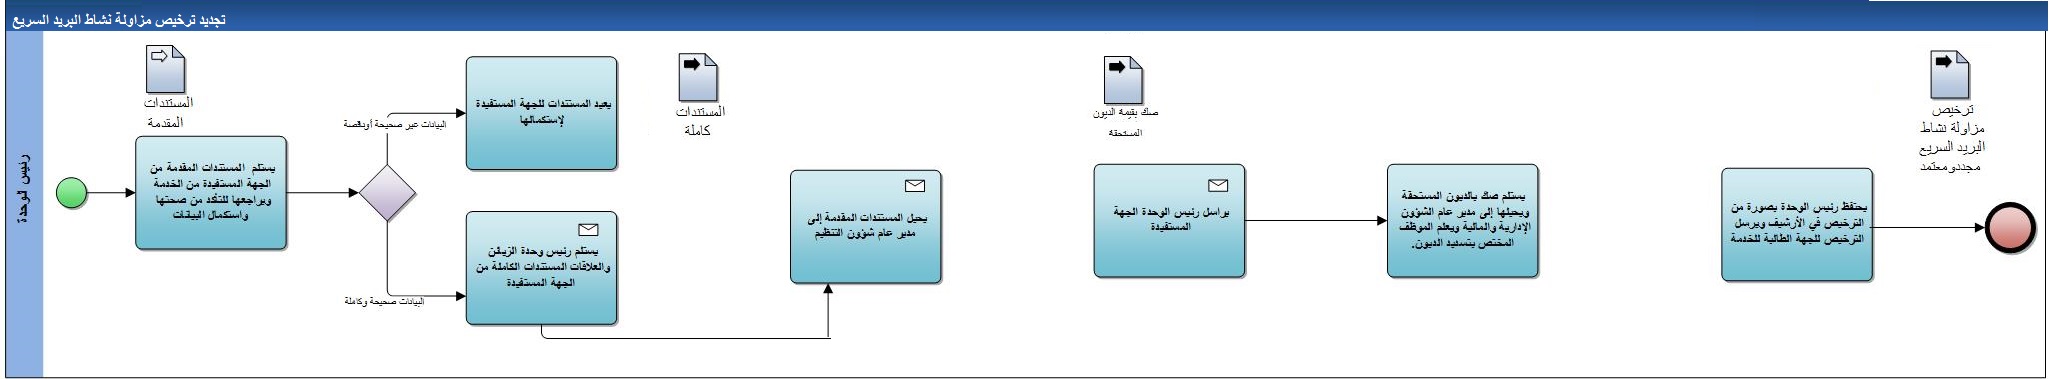 تجديد ترخيص مزاولة نشاط البريد السريع
رئيس الوحدة
المستندات
المقدمة
يستلم المستندات المقدمة من
الجهة المستفيدة من الخدمة
ويراجعها للتأكد من صحتها
واستكمال البيانات
البيانات غير صحيحة أوناقصة
البيانات صحيحة وكاملة
يعيد المستندات للجهة المستفيدة
لإستكمالها
يستلم رئيس وحدة الزبائن
والعلاقات المستندات الكاملة من
الجهة المستفيدة
المستندات
كاملة
يحيل المستندات المقدمة إلى
مدير عام شؤون التنظيم
صك بقيمة الديون
المستحقة
يراسل رئيس الوحدة الجهة
المستفيدة
يستلم صك بالديون المستحقة
ويحيلها إلى مدير عام الشؤون
الإدارية والمالية ويعلم الموظف
المختص بتسديد الديون.
ترخيص
مزاولة نشاط
البريد السريع
مجددومعتمد
يحتفظ رئيس الوحدة بصورة من
الترخيص في الأرشيف ويرسل
الترخيص للجهة الطالبة للخدمة